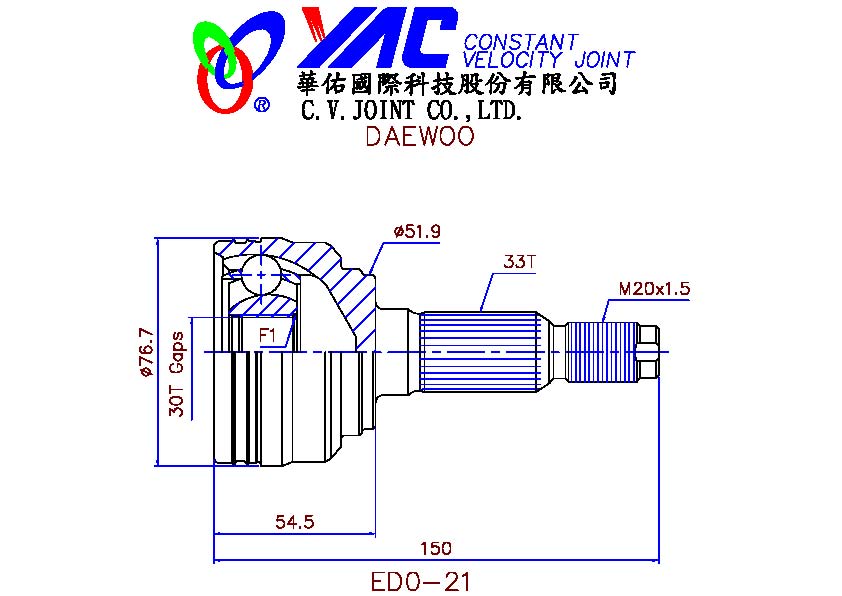 YAC CONSTANT
VELOCITY JOINT
®
華佑國際科技股份有限公司
C.V.JOINT CO.,LTD.
DAEWOO
ø51.9
33T
M20x1.5
ø76.7
30T Gaps
F1
54.5
150
EDO-21